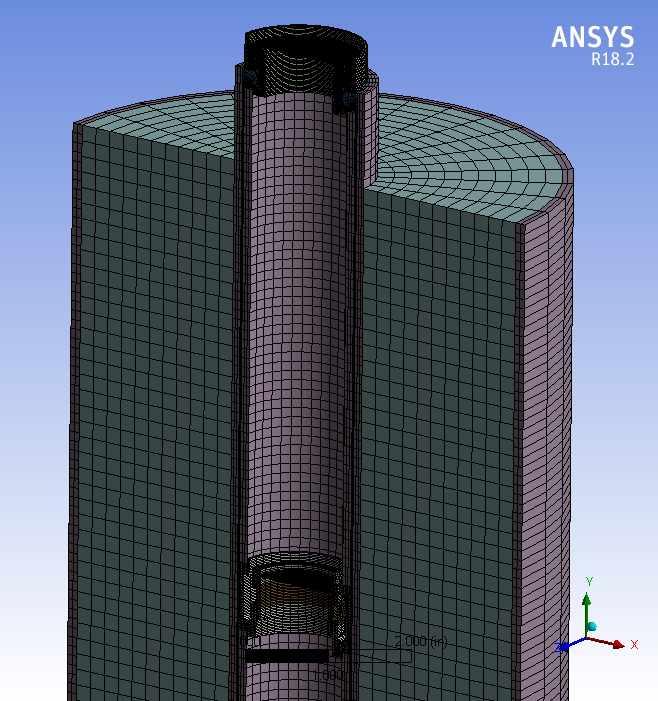 ANSYS
R18.2
Y
2.000 (in)
X
Z
1.000